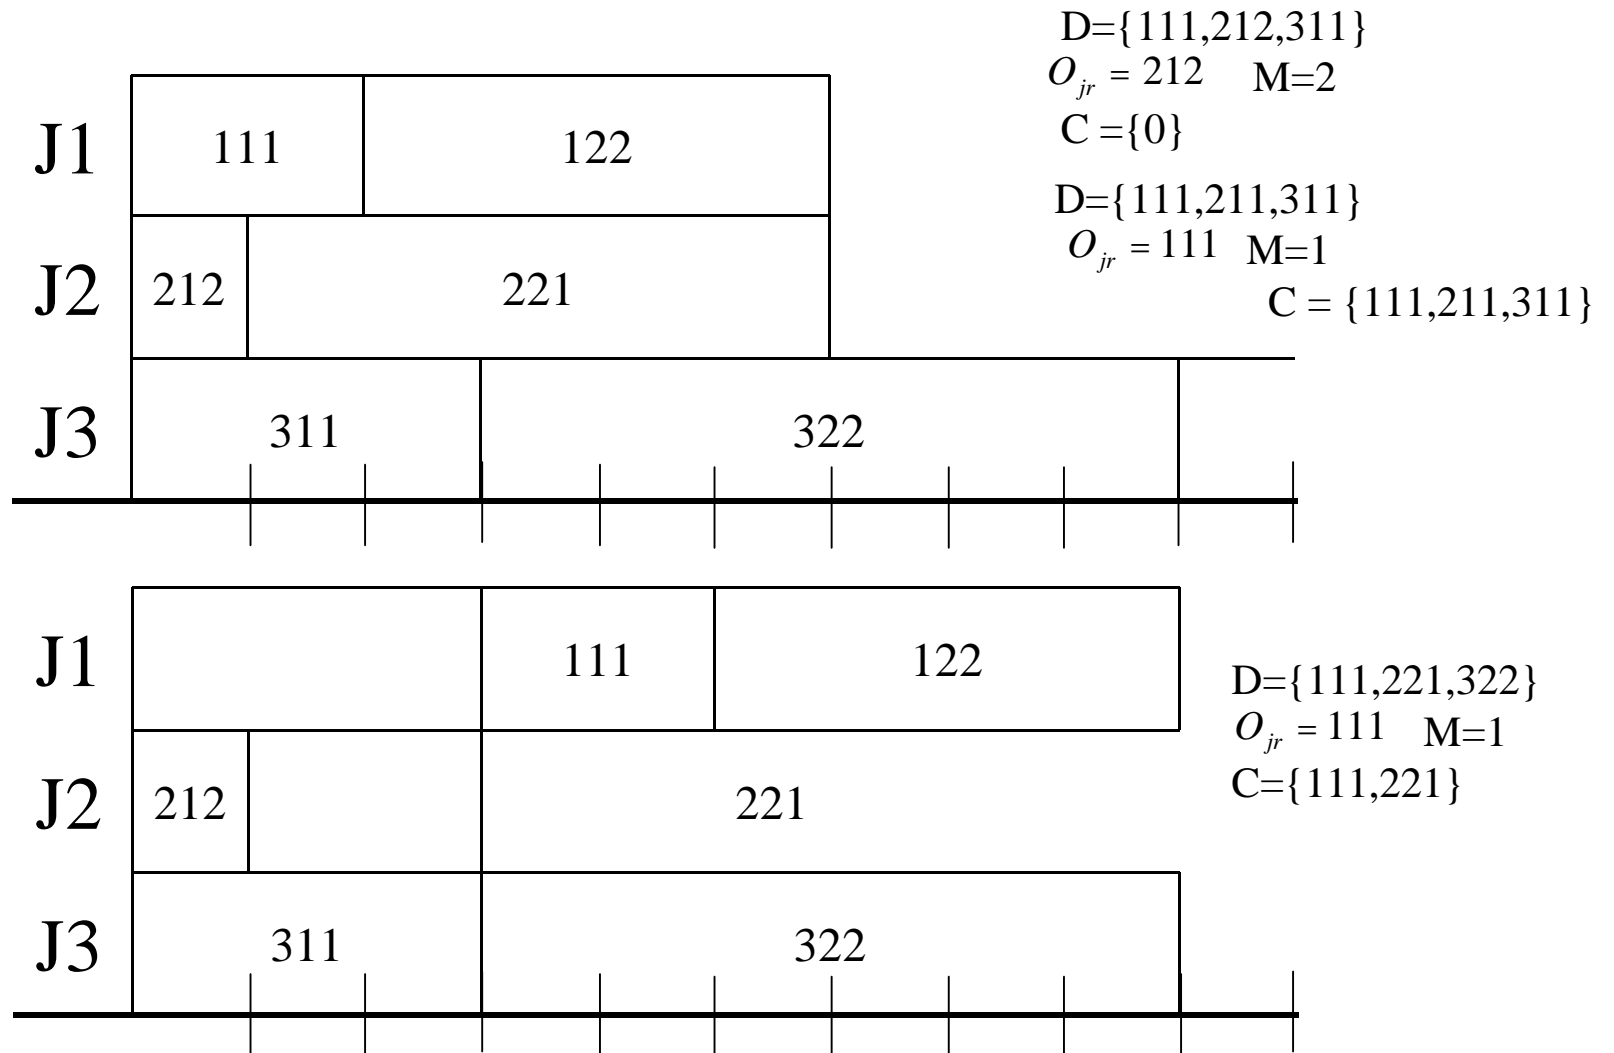 D={111,212,311}
O_jr = 212 M=2
C ={0}
J1 111 122
D={111,211,311}
O_jr = 111 M=1
J2 212 221
C = {111,211,311}
J3 311 322
J1 111 122
D={111,221,322}
O_jr = 111 M=1
J2 212 221
C={111,221}
J3 311 322